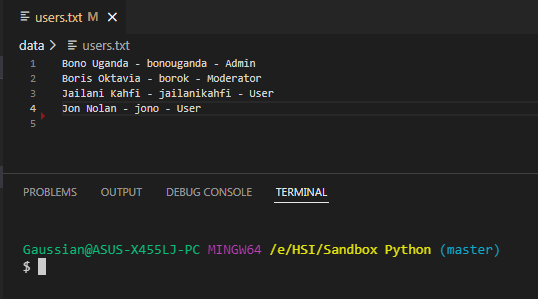 users.txt M
data > users.txt
1 Bono Uganda - bonouganda - Admin
2 Boris Oktavia - borok - Moderator
3 Jailani Kahfi - jailanikahfi - User
4 Jon Nolan - jono - User
5
PROBLEMS OUTPUT DEBUG CONSOLE TERMINAL
Gaussian@ASUS-X455LJ-PC MINGW64 /e/HSI/Sandbox Python (master)
$